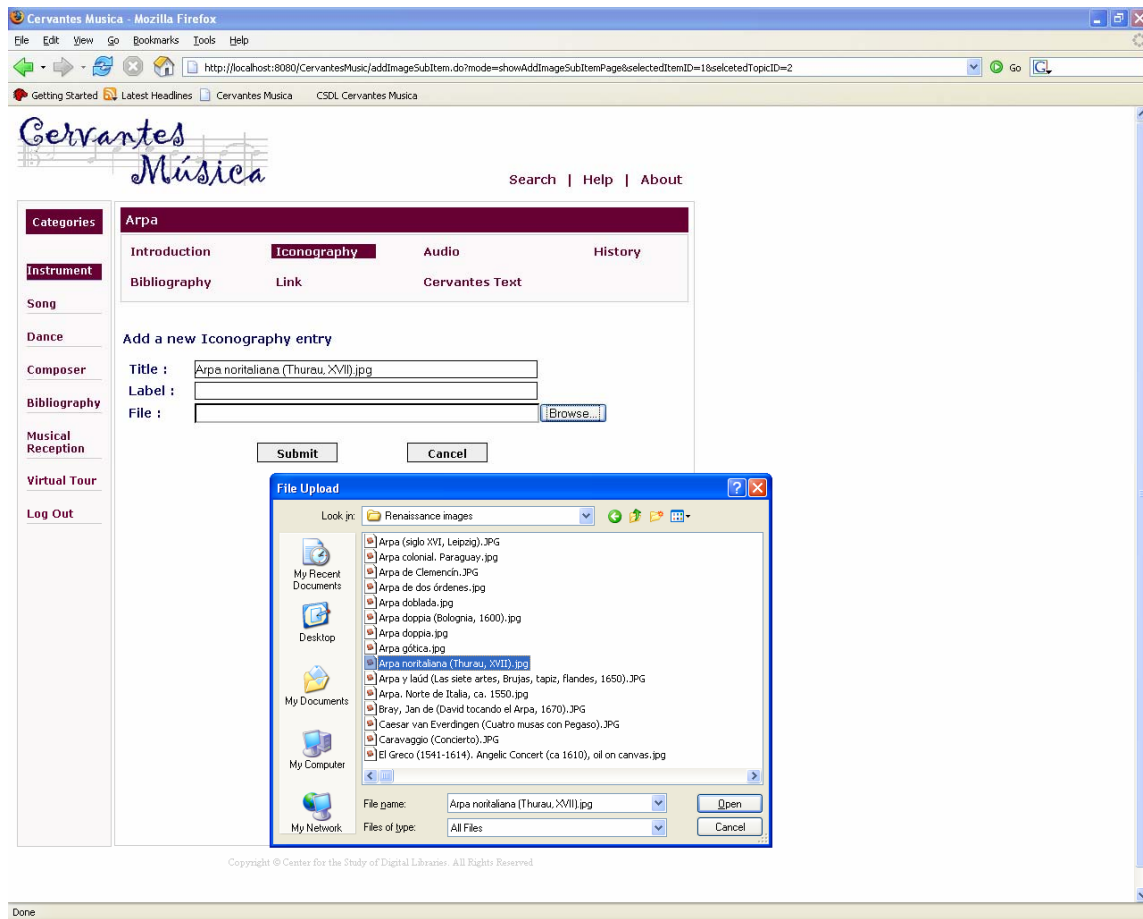 Cervantes Musica - Mozilla Firefox
File Edit View Go Bookmarks Tools Help
http://localhost:8080/CervantesMusic/addImageSubItem.do?mode=showAddImageSubItemPage&selectedItemID=1&selcetedTopicID=2 Go G
Getting Started Latest Headlines Cervantes Musica CSDL Cervantes Musica
Cervantes
Música
Search | Help | About
Categories
Instrument
Song
Dance
Composer
Bibliography
Musical
Reception
Virtual Tour
Log Out
Arpa
Introduction Iconography Audio History
Bibliography Link Cervantes Text
Add a new Iconography entry
Title : Arpa noritaliana (Thurau, XVII).jpg
Label :
File : Browse...
Submit Cancel
File Upload
Look in: Renaissance images
My Recent
Documents
Desktop
My Documents
My Computer
My Network
Arpa (siglo XVI, Leipzig).JPG
Arpa colonial. Paraguay.jpg
Arpa de Clemencín.JPG
Arpa de dos órdenes.jpg
Arpa doblada.jpg
Arpa doppia (Bolognia, 1600).jpg
Arpa doppia.jpg
Arpa gótica.jpg
Arpa noritaliana (Thurau, XVII).jpg
Arpa y laúd (Las siete artes, Brujas, tapiz, flandes, 1650).JPG
Arpa. Norte de Italia, ca. 1550.jpg
Bray, Jan de (David tocando el Arpa, 1670).JPG
Caesar van Everdingen (Cuatro musas con Pegaso).JPG
Caravaggio (Concierto).JPG
El Greco (1541-1614). Angelic Concert (ca 1610), oil on canvas.jpg
File name: Arpa noritaliana (Thurau, XVII).jpg Open
Files of type: All Files Cancel
Copyright © Center for the Study of Digital Libraries. All Rights Reserved
Done